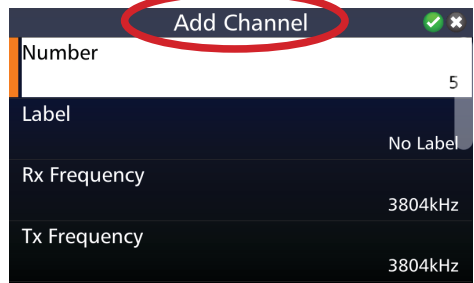 Add Channel
Number
5
Label
No Label
Rx Frequency
3804kHz
Tx Frequency
3804kHz